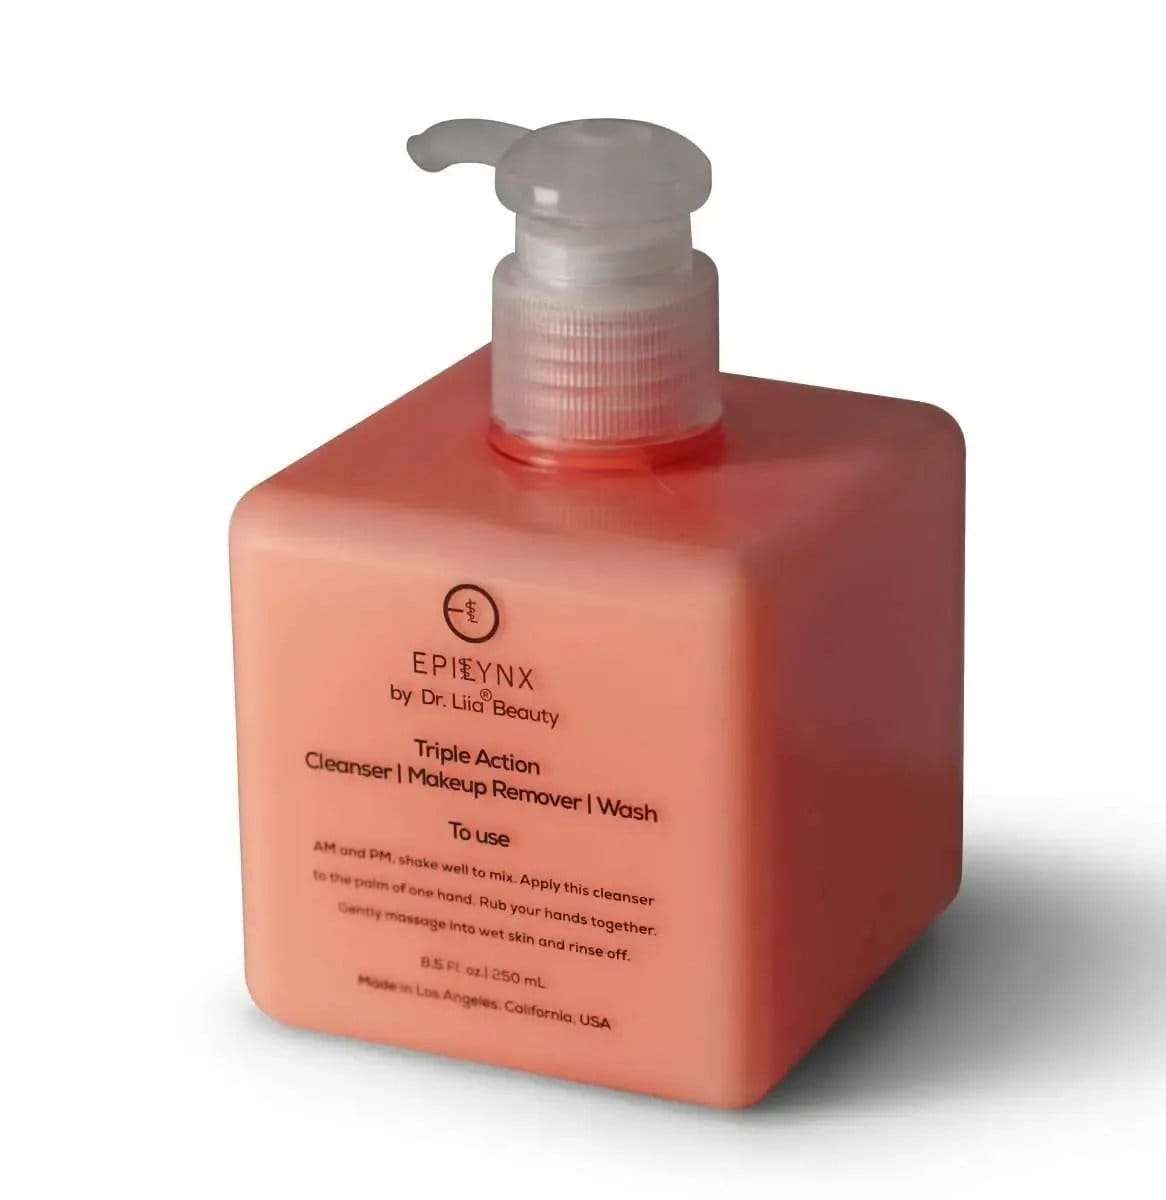 EPILYNX
by Dr. Liia® Beauty
Triple Action
Cleanser | Makeup Remover | Wash
To use
AM and PM, shake well to mix. Apply this cleanser
to the palm of one hand. Rub your hands together.
Gently massage into wet skin and rinse off.
8.5 Fl. oz.| 250 mL
Made in Los Angeles, California, USA